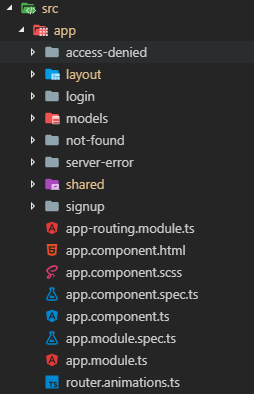 src
app
access-denied
layout
login
models
not-found
server-error
shared
signup
app-routing.module.ts
app.component.html
app.component.scss
app.component.spec.ts
app.component.ts
app.module.spec.ts
app.module.ts
TS router.animations.ts